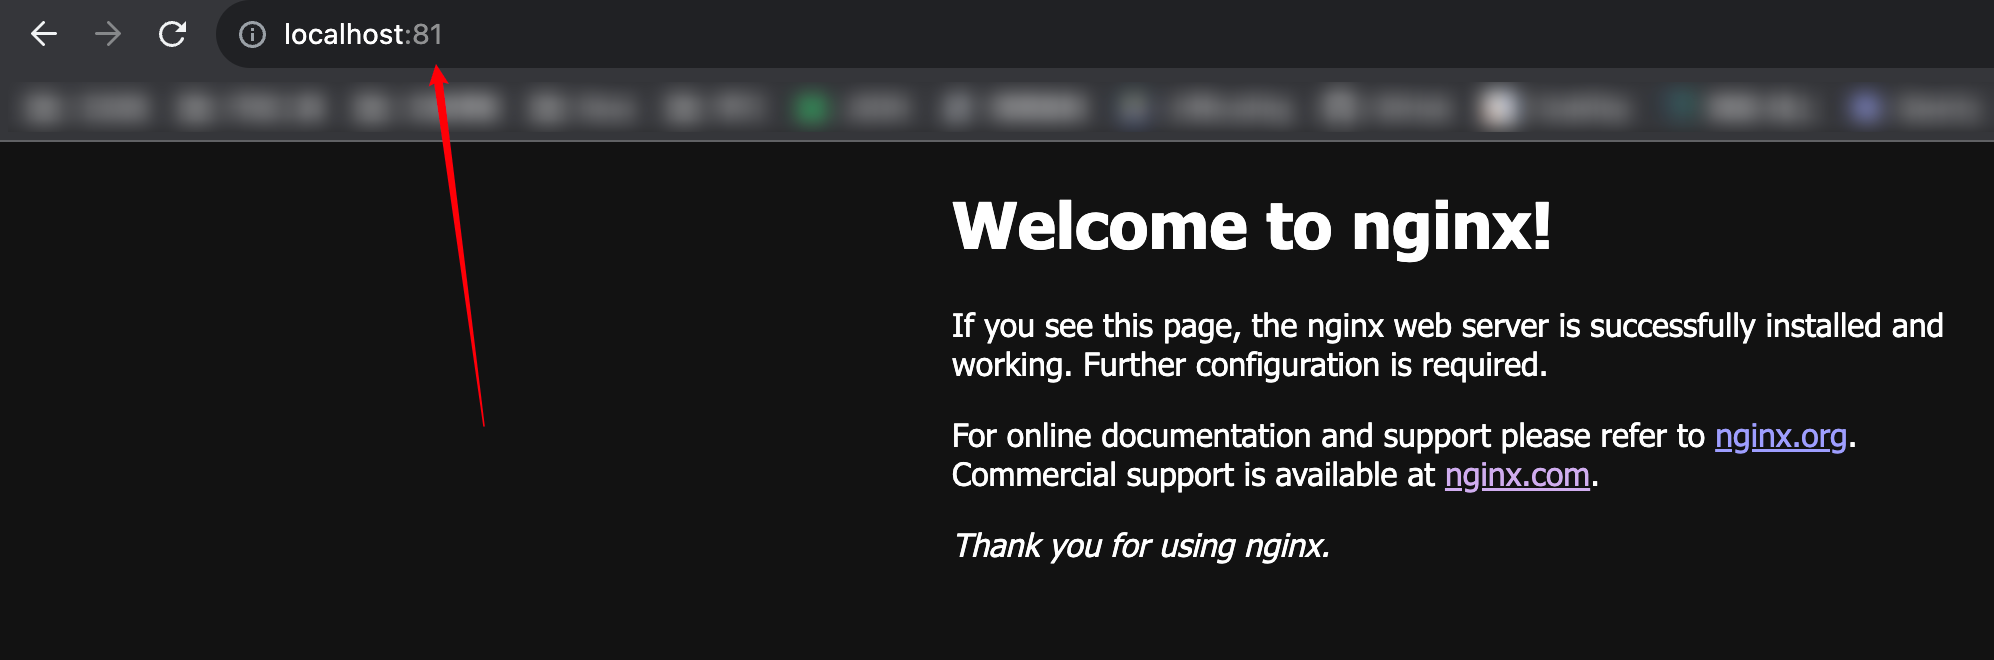 localhost:81
Welcome to nginx!
If you see this page, the nginx web server is successfully installed and
working. Further configuration is required.
For online documentation and support please refer to nginx.org.
Commercial support is available at nginx.com.
Thank you for using nginx.